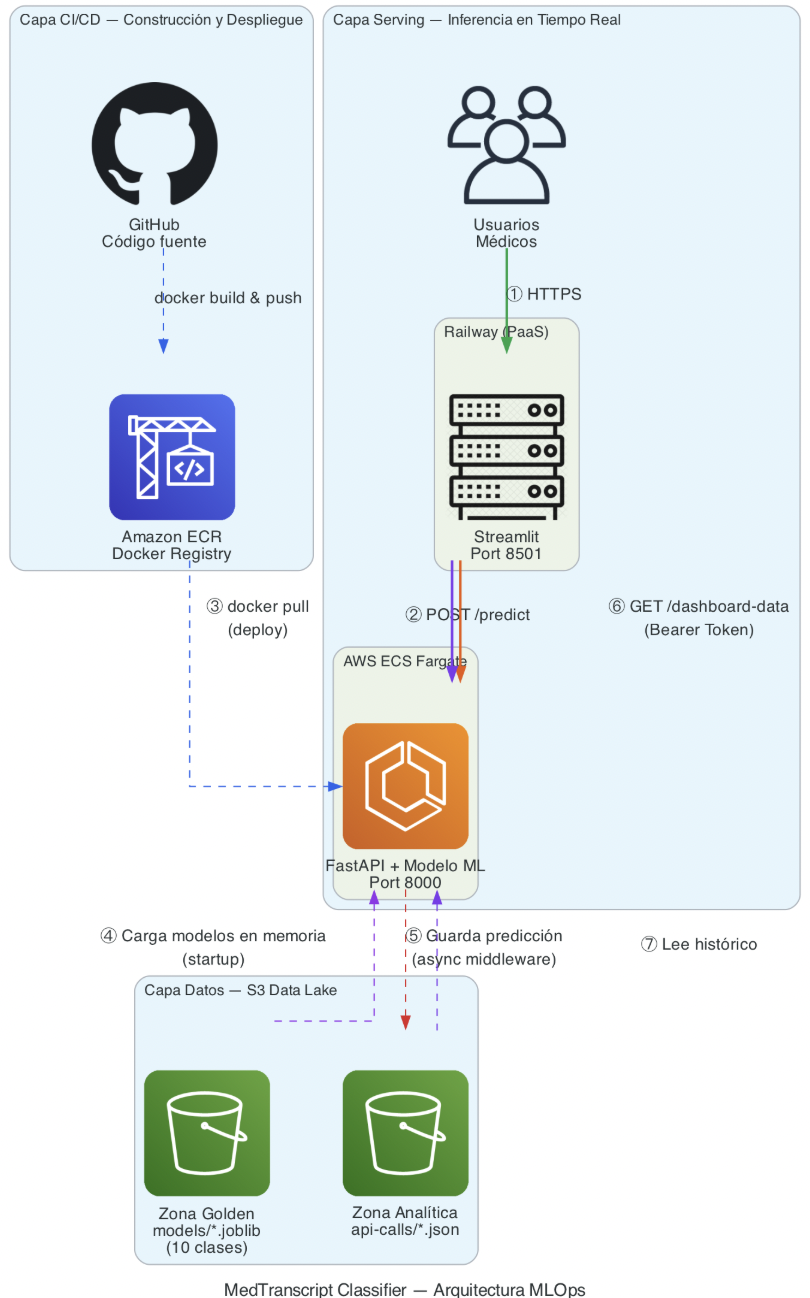 Capa CI/CD — Construcción y Despliegue
GitHub
Código fuente
docker build & push
Amazon ECR
Docker Registry
③ docker pull
(deploy)
Capa Serving — Inferencia en Tiempo Real
Usuarios
Médicos
① HTTPS
Railway (PaaS)
Streamlit
Port 8501
② POST /predict
⑥ GET /dashboard-data
(Bearer Token)
AWS ECS Fargate
FastAPI + Modelo ML
Port 8000
④ Carga modelos en memoria
(startup)
⑤ Guarda predicción
(async middleware)
⑦ Lee histórico
Capa Datos — S3 Data Lake
Zona Golden
models/*.joblib
(10 clases)
Zona Analítica
api-calls/*.json
MedTranscript Classifier — Arquitectura MLOps